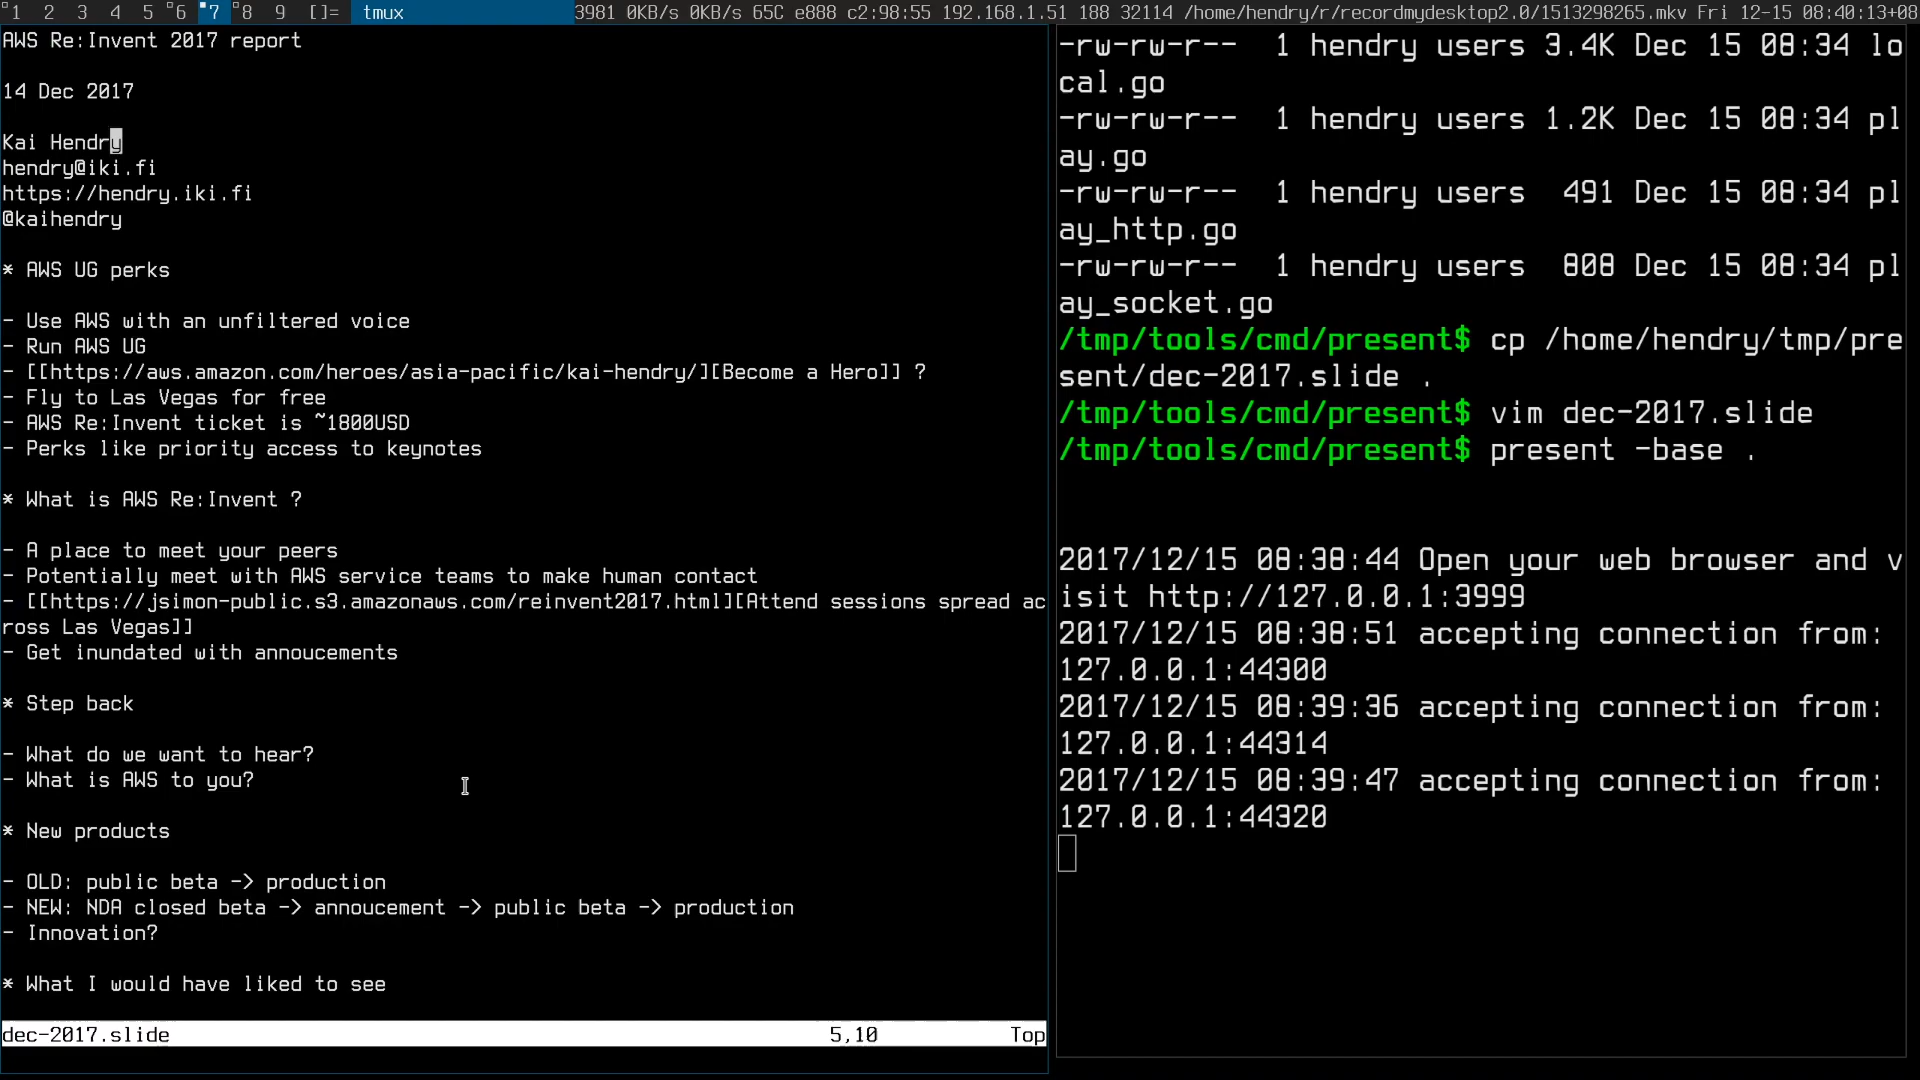 1 2 3 4 5 6 7 8 9 []= tmux 3981 0KB/s 0KB/s 65C e888 c2:98:55 192.168.1.51 188 32114 /home/hendry/r/recordmydesktop2.0/1513298265.mkv Fri 12-15 08:40:13+08
AWS Re:Invent 2017 report
14 Dec 2017
Kai Hendry
hendry@iki.fi
https://hendry.iki.fi
@kaihendry
* AWS UG perks
- Use AWS with an unfiltered voice
- Run AWS UG
- [[https://aws.amazon.com/heroes/asia-pacific/kai-hendry/][Become a Hero]] ?
- Fly to Las Vegas for free
- AWS Re:Invent ticket is ~1800USD
- Perks like priority access to keynotes
* What is AWS Re:Invent ?
- A place to meet your peers
- Potentially meet with AWS service teams to make human contact
- [[https://jsimon-public.s3.amazonaws.com/reinvent2017.html][Attend sessions spread ac
ross Las Vegas]]
- Get inundated with annoucements
* Step back
- What do we want to hear?
- What is AWS to you?
* New products
- OLD: public beta -> production
- NEW: NDA closed beta -> annoucement -> public beta -> production
- Innovation?
* What I would have liked to see
dec-2017.slide 5,10 Top
-rw-rw-r-- 1 hendry users 3.4K Dec 15 08:34 lo
cal.go
-rw-rw-r-- 1 hendry users 1.2K Dec 15 08:34 pl
ay.go
-rw-rw-r-- 1 hendry users 491 Dec 15 08:34 pl
ay_http.go
-rw-rw-r-- 1 hendry users 808 Dec 15 08:34 pl
ay_socket.go
/tmp/tools/cmd/present$ cp /home/hendry/tmp/pre
sent/dec-2017.slide .
/tmp/tools/cmd/present$ vim dec-2017.slide
/tmp/tools/cmd/present$ present -base .
2017/12/15 08:38:44 Open your web browser and v
isit http://127.0.0.1:3999
2017/12/15 08:38:51 accepting connection from:
127.0.0.1:44300
2017/12/15 08:39:36 accepting connection from:
127.0.0.1:44314
2017/12/15 08:39:47 accepting connection from:
127.0.0.1:44320